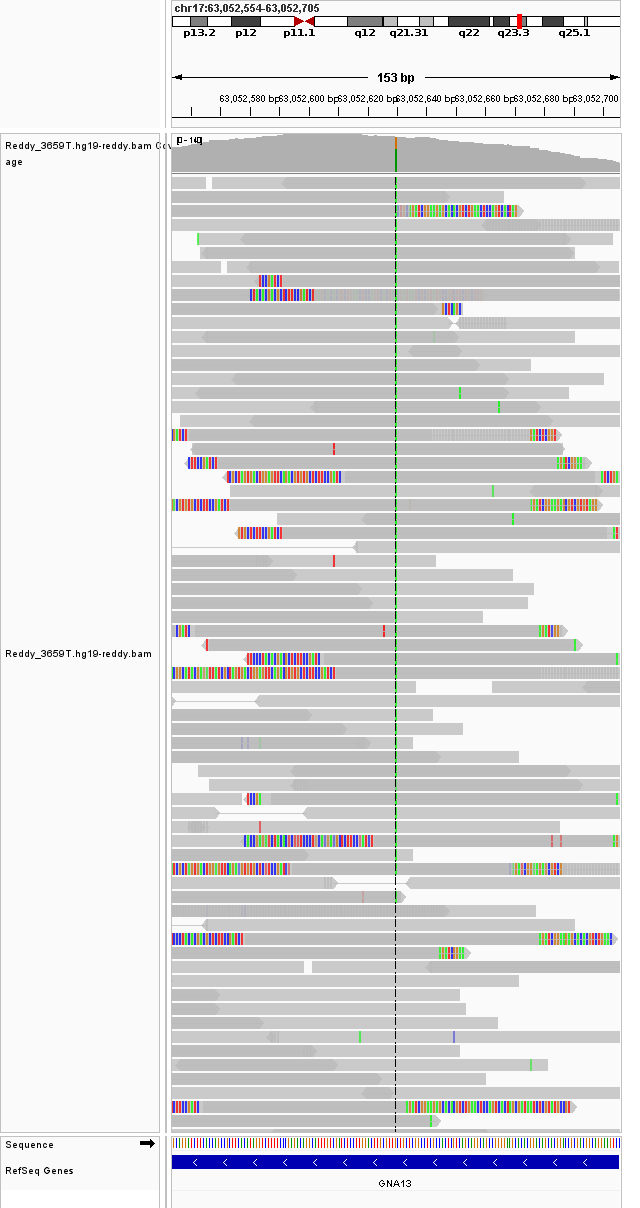 chr17:63,052,554-63,052,705
p13.2 p12 p11.1 q12 q21.31 q22 q23.3 q25.1
153 bp
63,052,580 bp 63,052,600 bp 63,052,620 bp 63,052,640 bp 63,052,660 bp 63,052,680 bp 63,052,700
Reddy_3659T.hg19-reddy.bam Cov
age
Reddy_3659T.hg19-reddy.bam
Sequence
RefSeq Genes
GNA13